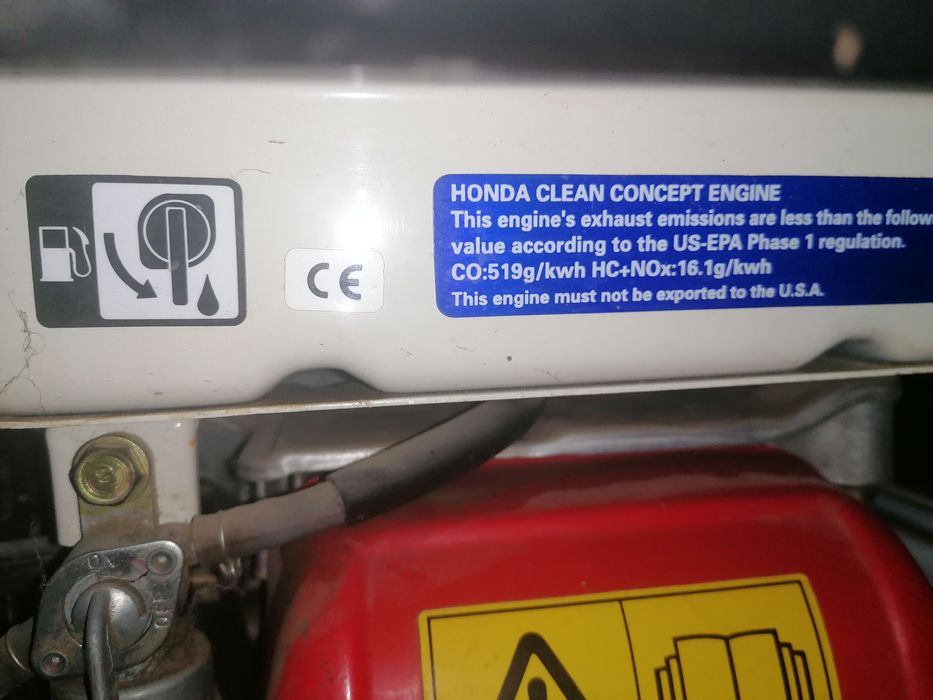 HONDA CLEAN CONCEPT ENGINE
This engine's exhaust emissions are less than the follow
value according to the US-EPA Phase 1 regulation.
CO:519g/kwh HC+NOx:16.1g/kwh
This engine must not be exported to the U.S.A.
CE
ON
OFF